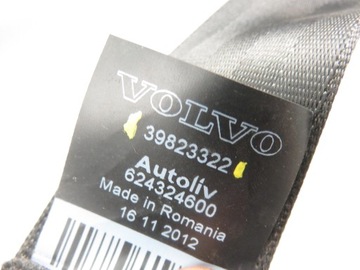 VOLVO
39823322
Autoliv
624324600
Made in Romania
16 11 2012